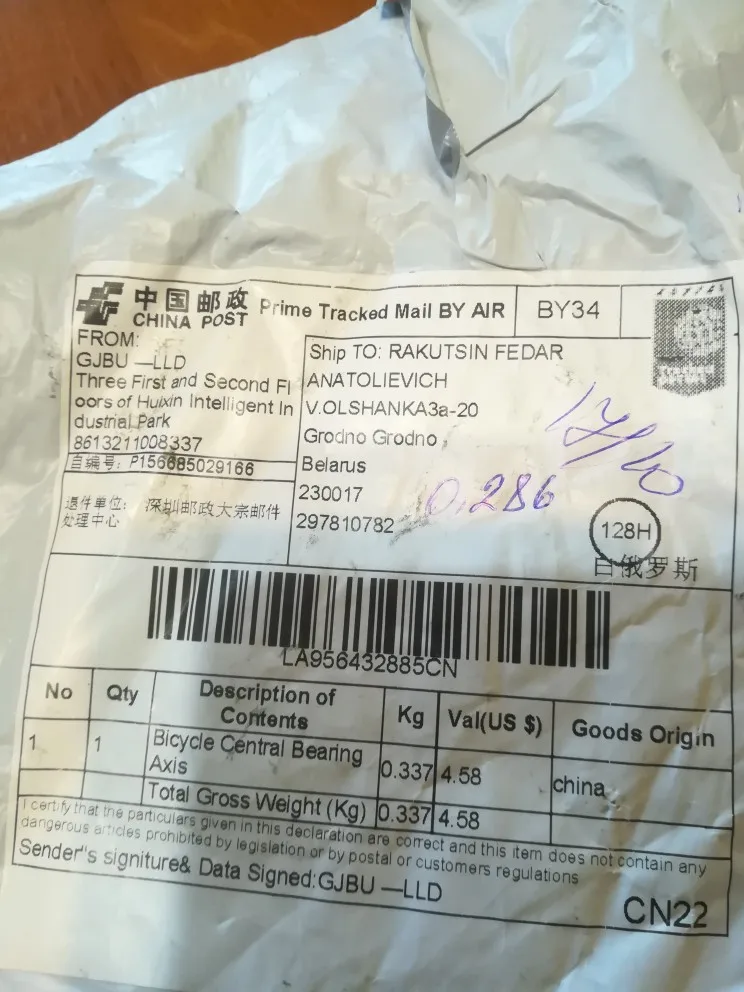 中国邮政
CHINA POST
Prime Tracked Mail BY AIR
BY34
FROM:
GJBU —LLD
Three First and Second Fl
oors of Huixin Intelligent In
dustrial Park
8613211008337
自编号: P156685029166
退件单位: 深圳邮政大宗邮件
处理中心
Ship TO: RAKUTSIN FEDAR
ANATOLIEVICH
V.OLSHANKA3a-20
Grodno Grodno ,
Belarus
230017
297810782
17/10
0.286
128H
白俄罗斯
LA956432885CN
No Qty Description of Contents Kg Val(US $) Goods Origin
1 1 Bicycle Central Bearing
Axis 0.337 4.58 china
Total Gross Weight (Kg) 0.337 4.58
I certify that the particulars given in this declaration are correct and this item does not contain any
dangerous articles prohibited by legislation or by postal or customers regulations
Sender"s signiture& Data Signed:GJBU —LLD
CN22